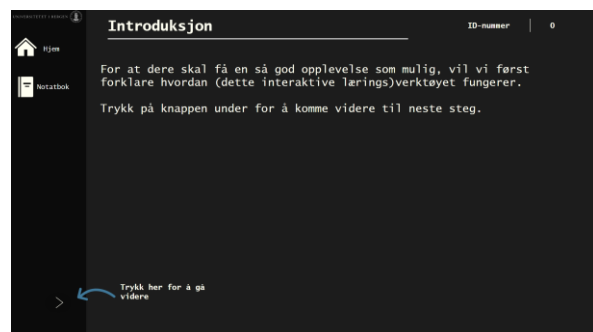 UNIVERSITETET I BERGEN
Introduksjon
ID-nummer 0
Hjem
Notatbok
For at dere skal få en så god opplevelse som mulig, vil vi først
forklare hvordan (dette interaktive lærings)verktøyet fungerer.
Trykk på knappen under for å komme videre til neste steg.
Trykk her for å gå
videre